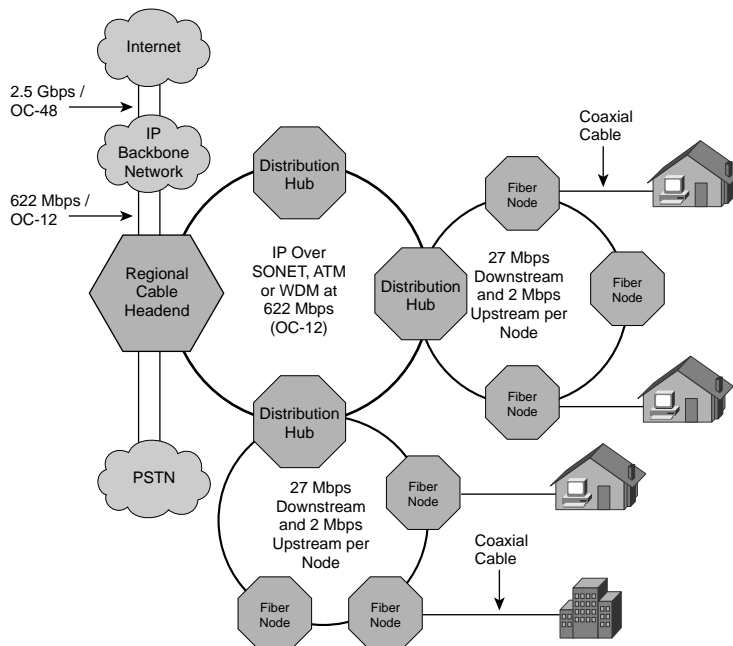 Internet
2.5 Gbps /
OC-48
IP
Backbone
Network
622 Mbps /
OC-12
Regional
Cable
Headend
PSTN
Distribution
Hub
IP Over
SONET, ATM
or WDM at
622 Mbps
(OC-12)
Distribution
Hub
Distribution
Hub
Coaxial
Cable
Fiber
Node
27 Mbps
Downstream
and 2 Mbps
Upstream per
Node
Fiber
Node
Fiber
Node
27 Mbps
Downstream
and 2 Mbps
Upstream per
Node
Fiber
Node
Coaxial
Cable
Fiber
Node
Fiber
Node